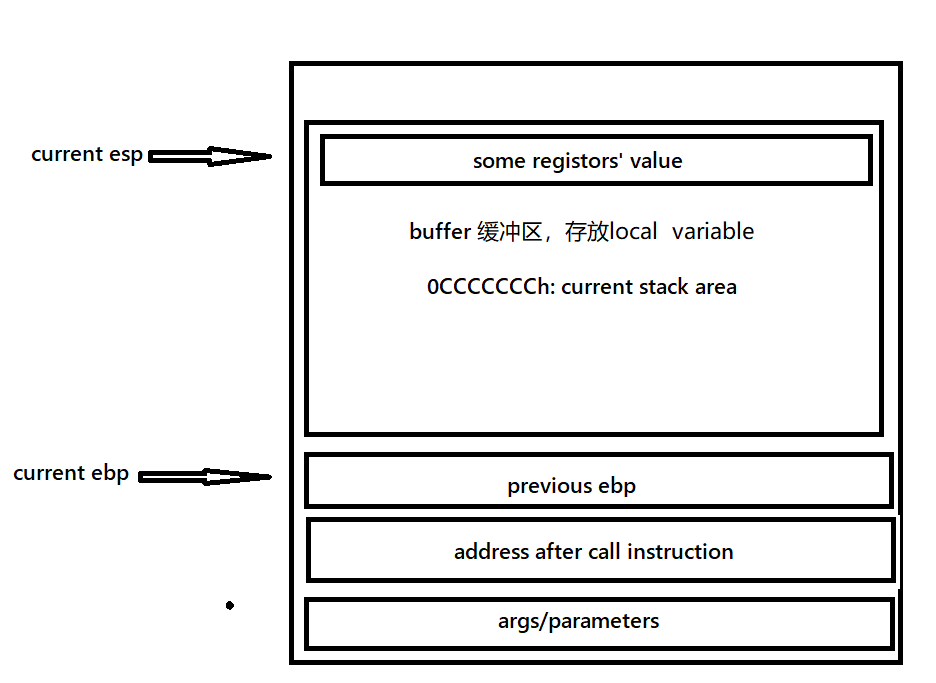 current esp
some registors' value
buffer 缓冲区，存放local variable
0CCCCCCCh: current stack area
current ebp
previous ebp
address after call instruction
args/parameters